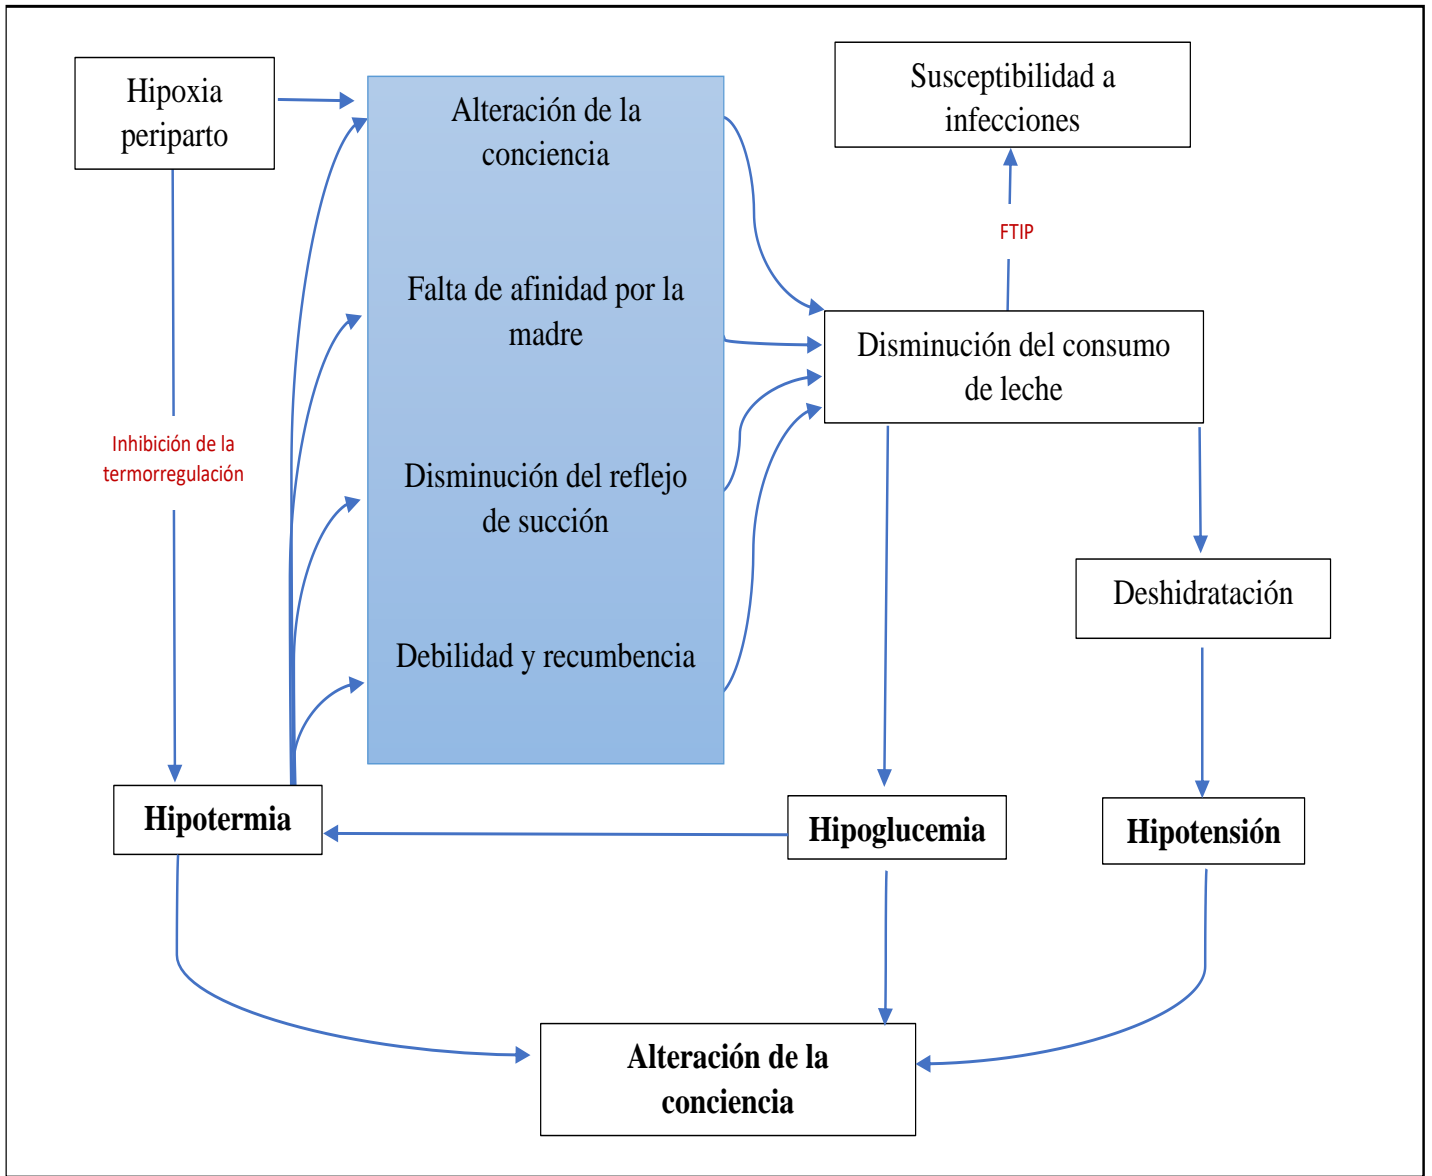 Hipoxia
periparto
Alteración de la
conciencia
Susceptibilidad a
infecciones
FTIP
Falta de afinidad por la
madre
Disminución del consumo
de leche
Inhibición de la
termorregulación
Disminución del reflejo
de succión
Deshidratación
Debilidad y recumbencia
Hipotermia
Hipoglucemia
Hipotensión
Alteración de la
conciencia